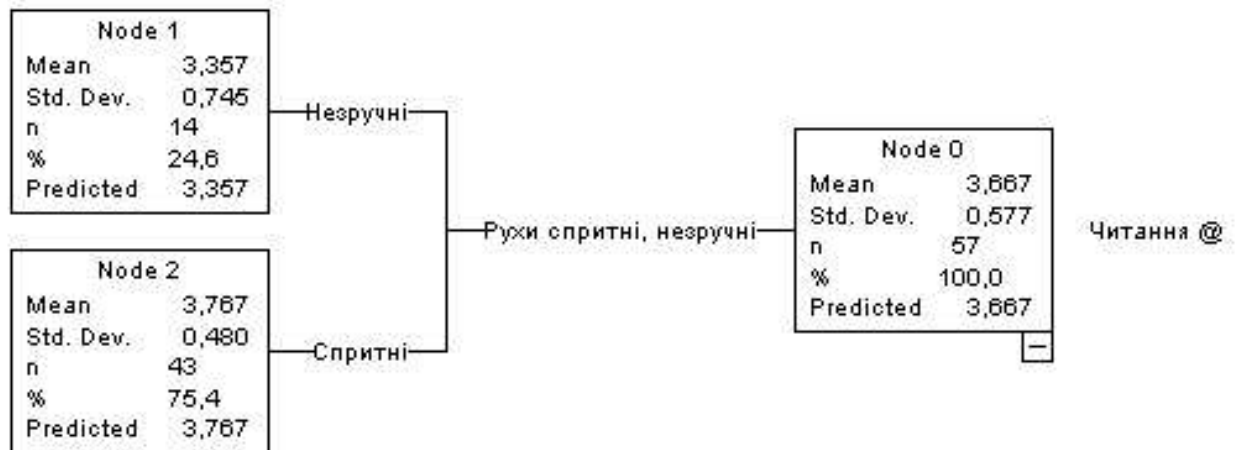 Node 1
Mean 3,357
Std. Dev. 0,745
n 14
% 24,6
Predicted 3,357
Незручні
Node 2
Mean 3,767
Std. Dev. 0,480
n 43
% 75,4
Predicted 3,767
Спритні
Рухи спритні, незручні
Node 0
Mean 3,667
Std. Dev. 0,577
n 57
% 100,0
Predicted 3,667
Читання @